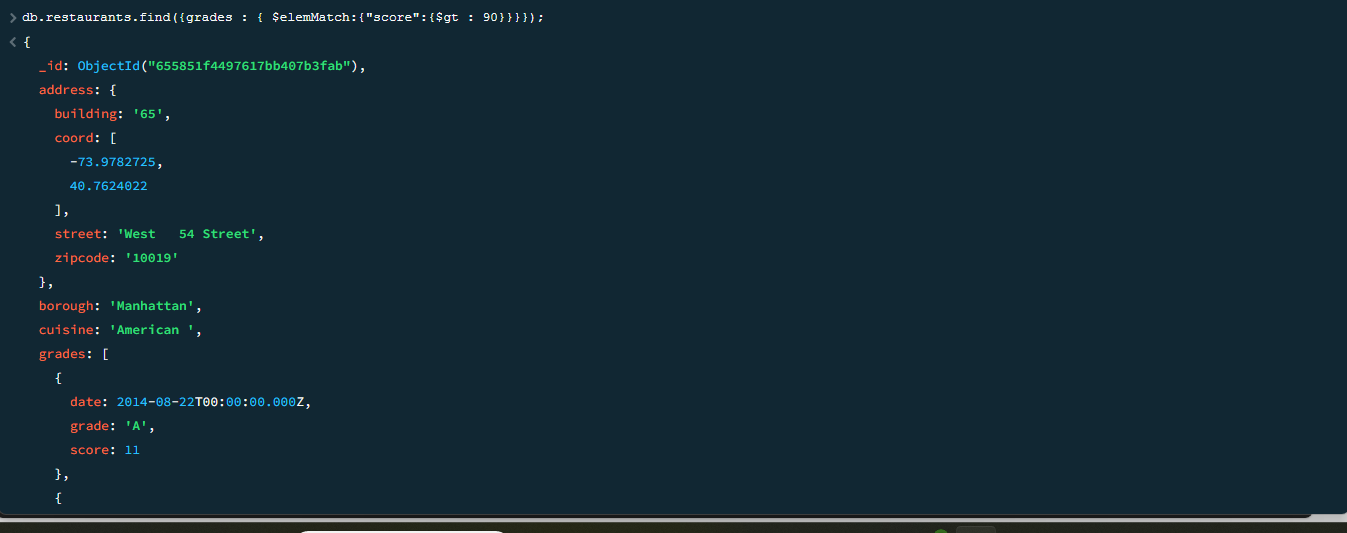 db.restaurants.find({grades : { $elemMatch:{"score":{$gt : 90}}}});
{
_id: ObjectId("655851f4497617bb407b3fab"),
address: {
building: '65',
coord: [
-73.9782725,
40.7624022
],
street: 'West   54 Street',
zipcode: '10019'
},
borough: 'Manhattan',
cuisine: 'American ',
grades: [
{
date: 2014-08-22T00:00:00.000Z,
grade: 'A',
score: 11
},
{